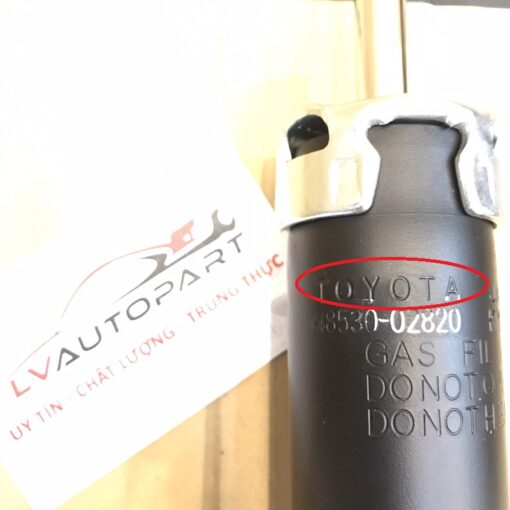 LVAUTOPART
UY TÍN - CHẤT LƯỢNG - TRUNG THỰC
TOYOTA
48530-02820
GAS
DO NOT
DO NOT